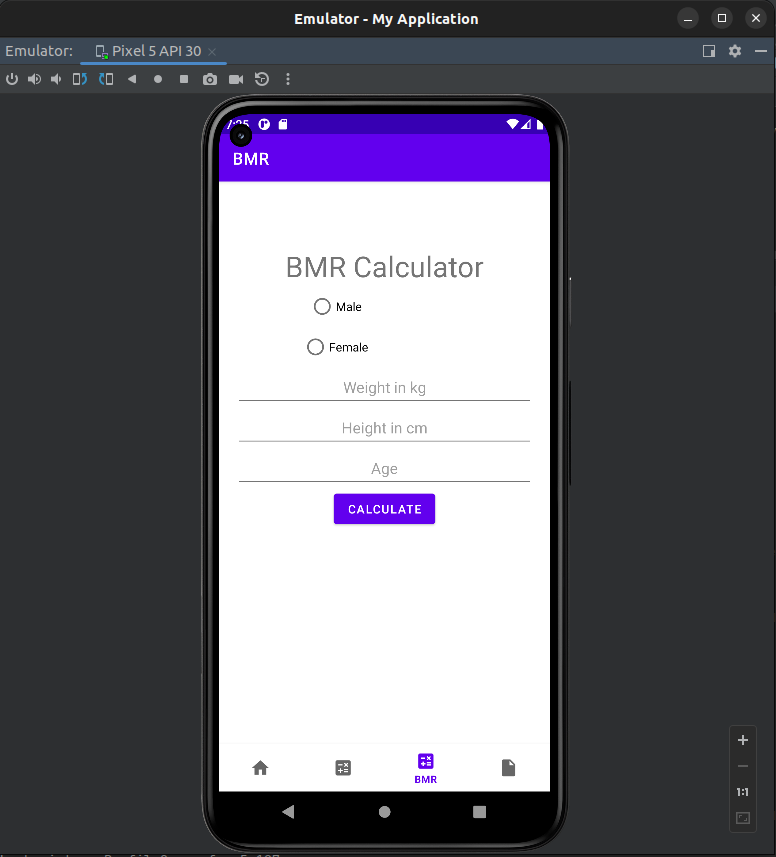 Emulator - My Application
Emulator:
Pixel 5 API 30
BMR
BMR Calculator
Male
Female
Weight in kg
Height in cm
Age
CALCULATE
BMR
1:1